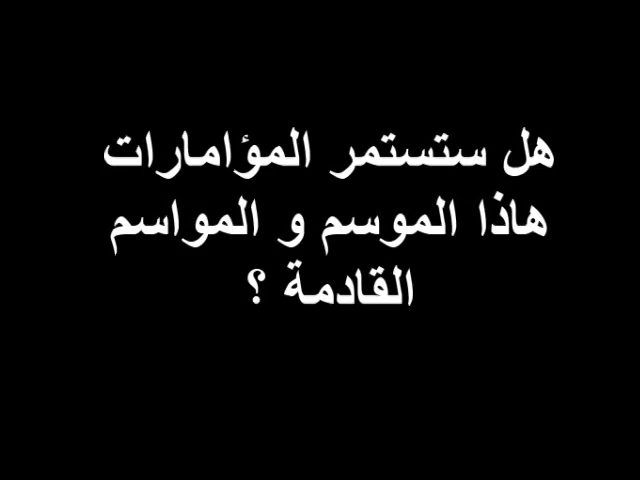 هل ستستمر المؤامارات
هاذا الموسم و المواسم
القادمة ؟